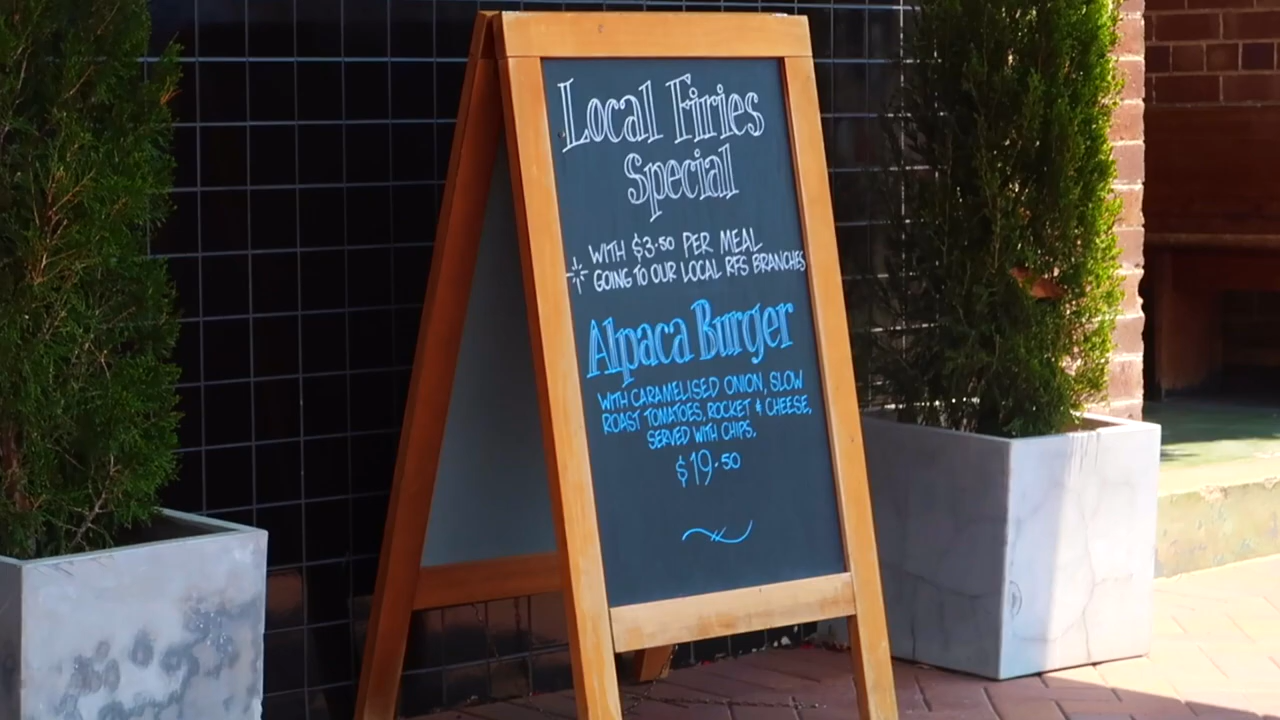 Local Firies
Special
WITH $3.50 PER MEAL
GOING TO OUR LOCAL RFS BRANCHES
Alpaca Burger
WITH CARAMELISED ONION, SLOW
ROAST TOMATOES, ROCKET & CHEESE,
SERVED WITH CHIPS.
$19.50